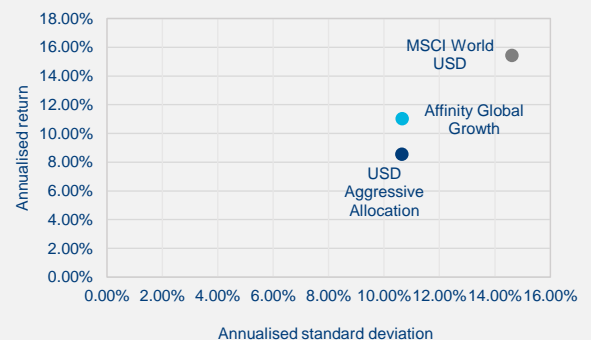 18.00%
16.00%
14.00%
12.00%
10.00%
8.00%
6.00%
4.00%
2.00%
0.00%
Annualised return
MSCI World
USD
Affinity Global
Growth
USD
Aggressive
Allocation
0.00% 2.00% 4.00% 6.00% 8.00% 10.00% 12.00% 14.00% 16.00%
Annualised standard deviation